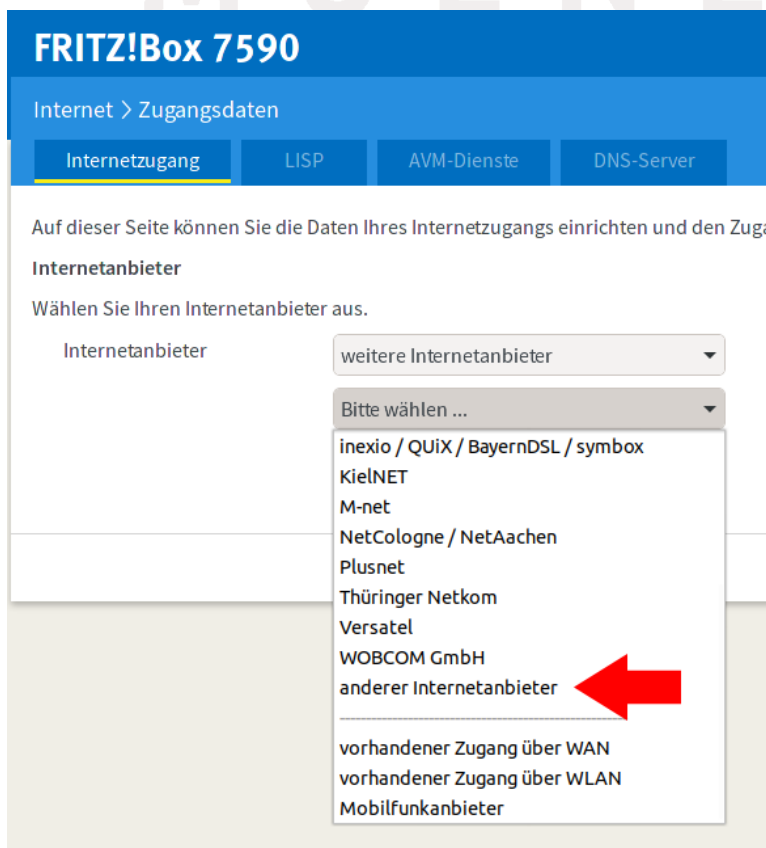 FRITZ!Box 7590
Internet > Zugangsdaten
Internetzugang LISP AVM-Dienste DNS-Server
Auf dieser Seite können Sie die Daten Ihres Internetzugangs einrichten und den
Internetanbieter
Wählen Sie Ihren Internetanbieter aus.
Internetanbieter weitere Internetanbieter
Bitte wählen ...
inexio / QUiX / BayernDSL / symbox
KielNET
M-net
NetCologne / NetAachen
Plusnet
Thüringer Netkom
Versatel
WOBCOM GmbH
anderer Internetanbieter
vorhandener Zugang über WAN
vorhandener Zugang über WLAN
Mobilfunkanbieter